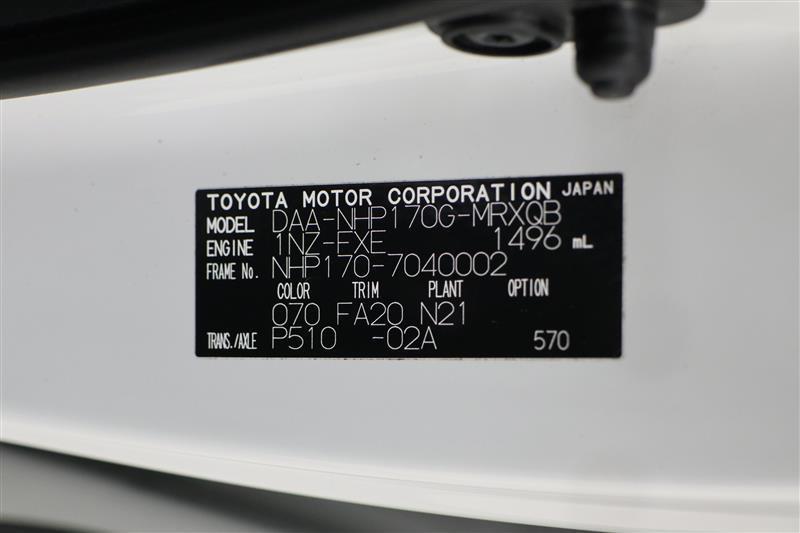 TOYOTA MOTOR CORPORATION JAPAN
MODEL DAA-NHP170G-MRXQB
ENGINE 1NZ-FXE 1496 mL
FRAME No. NHP170-7040002
COLOR TRIM PLANT OPTION
070 FA20 N21
TRANS./AXLE P510 -02A 570